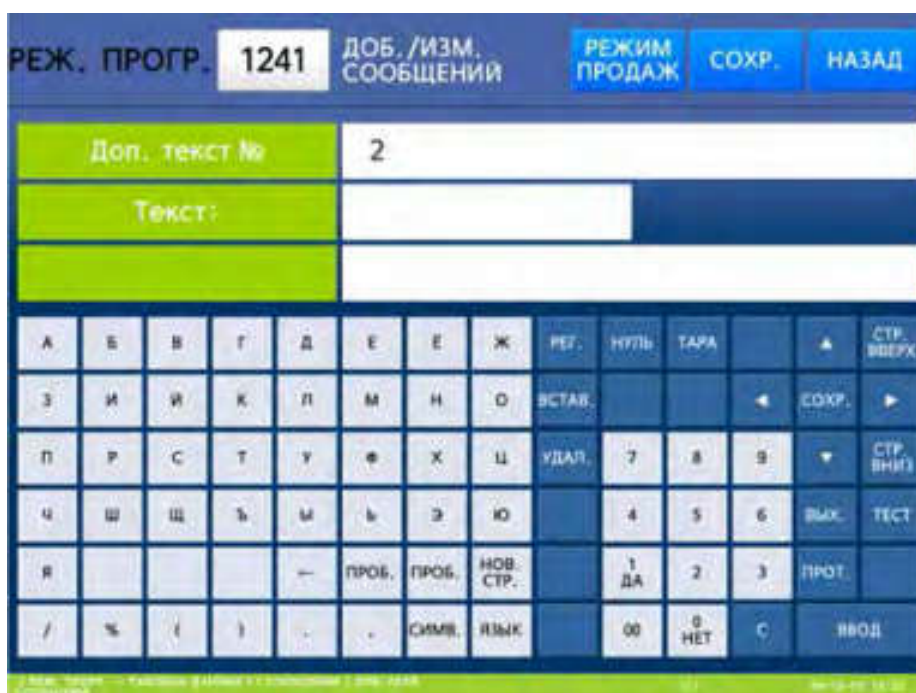 РЕЖ. ПРОГР. 1241 ДОБ./ИЗМ. СООБЩЕНИЙ РЕЖИМ ПРОДАЖ СОХР. НАЗАД
Доп. текст № 2
Текст:
А Б В Г Д Е Ё Ж РЕГ. НУЛЬ ТАРА ▲ СТР. ВВЕРХ
З И Й К Л М Н О ВСТАВ. ◄ СОХР. ►
П Р С Т У Ф Х Ц УДАЛ. 7 8 9 ▼ СТР. ВНИЗ
Ч Ш Щ Ъ Ы Ь Э Ю 4 5 6 ВЫХ. ТЕСТ
Я ← ПРОБ. ПРОБ. НОВ. СТР. 1 ДА 2 3 ПРОТ.
/ % ( ) . , СИМВ. ЯЗЫК 00 0 НЕТ С ВВОД